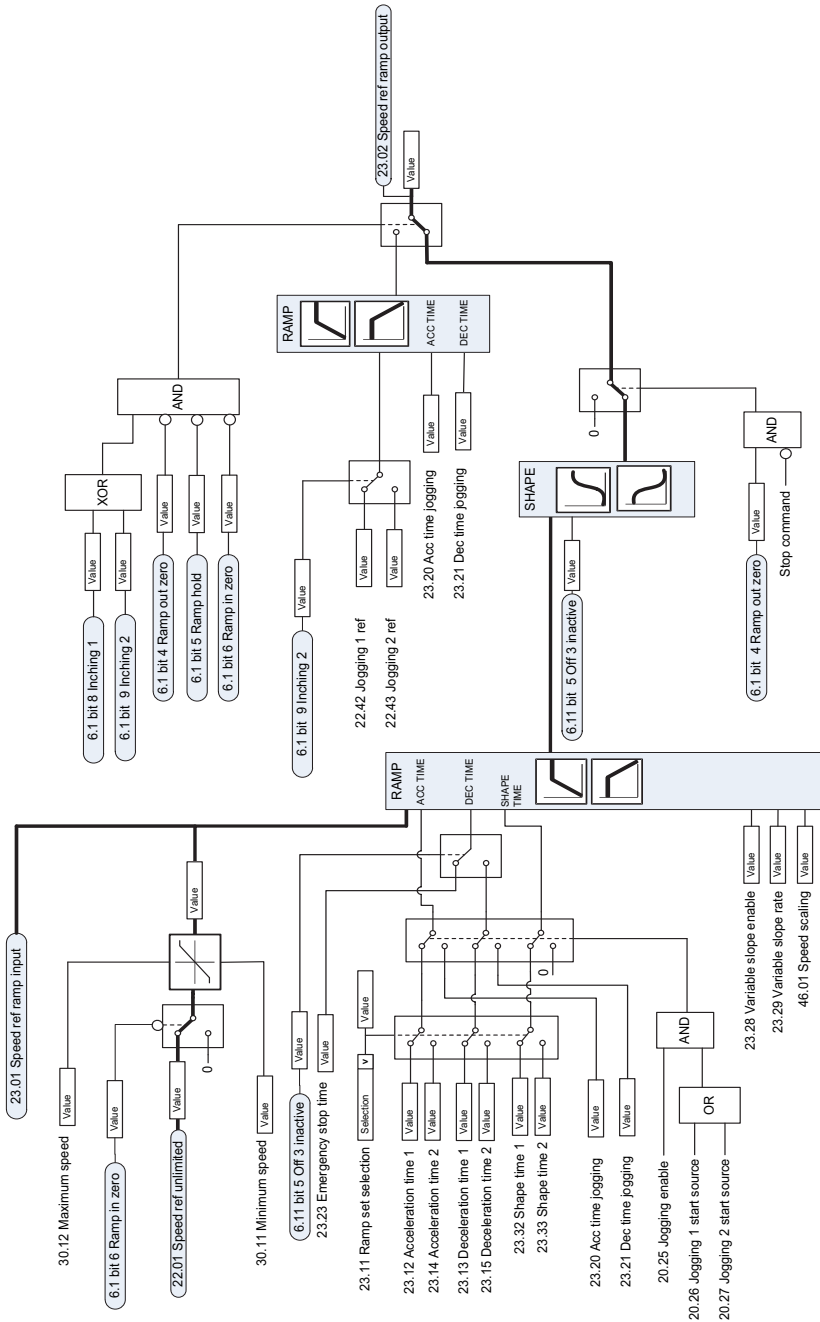 23.01 Speed ref ramp input
30.12 Maximum speed
Value
6.1 bit 6 Ramp in zero
Value
22.01 Speed ref unlimited
Value
0
Value
30.11 Minimum speed
Value
6.11 bit 5 Off 3 inactive
Value
23.23 Emergency stop time
Value
23.11 Ramp set selection
Selection
v
Value
23.12 Acceleration time 1
Value
23.14 Acceleration time 2
Value
23.13 Deceleration time 1
Value
23.15 Deceleration time 2
Value
23.32 Shape time 1
Value
23.33 Shape time 2
Value
0
23.20 Acc time jogging
Value
23.21 Dec time jogging
Value
20.25 Jogging enable
AND
20.26 Jogging 1 start source
OR
20.27 Jogging 2 start source
RAMP
ACC TIME
DEC TIME
SHAPE
TIME
23.28 Variable slope enable
Value
23.29 Variable slope rate
Value
46.01 Speed scaling
Value
6.1 bit 8 Inching 1
Value
6.1 bit 9 Inching 2
Value
XOR
6.1 bit 4 Ramp out zero
Value
6.1 bit 5 Ramp hold
Value
6.1 bit 6 Ramp in zero
Value
AND
6.1 bit 9 Inching 2
Value
22.42 Jogging 1 ref
Value
22.43 Jogging 2 ref
Value
23.20 Acc time jogging
Value
23.21 Dec time jogging
Value
RAMP
ACC TIME
DEC TIME
23.02 Speed ref ramp output
Value
SHAPE
6.11 bit 5 Off 3 inactive
Value
0
6.1 bit 4 Ramp out zero
Value
AND
Stop command